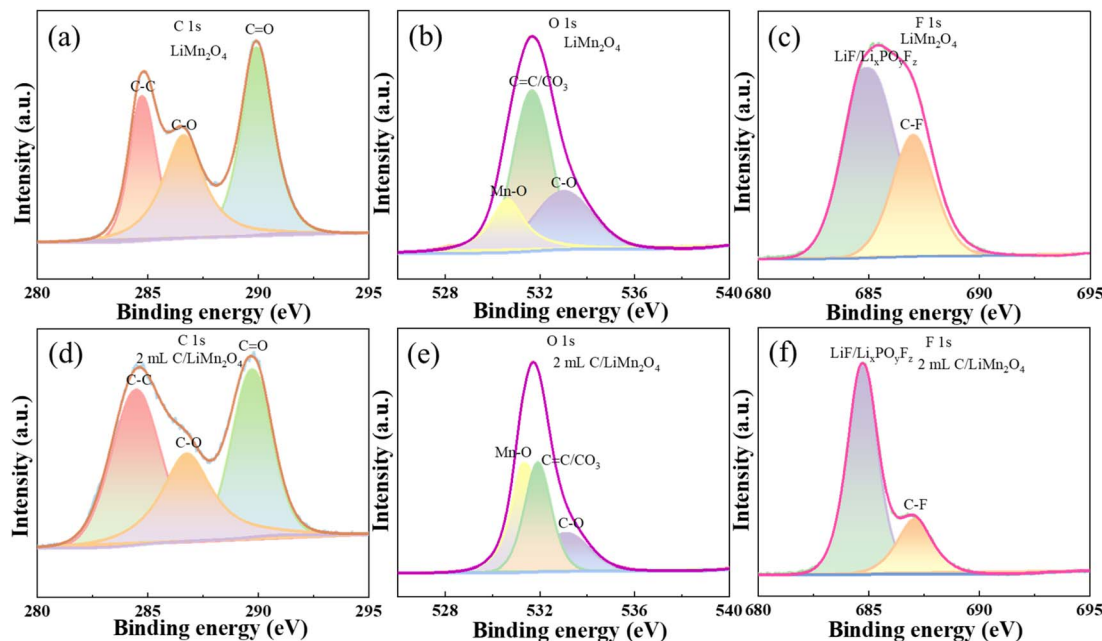 (a)
C 1s
LiMn₂O₄
C=O
C-C
C-O
Intensity (a.u.)
280 285 290 295
Binding energy (eV)
(b)
O 1s
LiMn₂O₄
C=C/CO₃
Mn-O
C-O
Intensity (a.u.)
528 532 536 540
Binding energy (eV)
(c)
F 1s
LiMn₂O₄
LiF/LiₓPOᵧF_z
C-F
Intensity (a.u.)
680 685 690 695
Binding energy (eV)
(d)
C 1s
2 mL C/LiMn₂O₄
C=O
C-C
C-O
Intensity (a.u.)
280 285 290 295
Binding energy (eV)
(e)
O 1s
2 mL C/LiMn₂O₄
Mn-O
C=C/CO₃
C-O
Intensity (a.u.)
528 532 536 540
Binding energy (eV)
(f)
F 1s
LiF/LiₓPOᵧF_z
2 mL C/LiMn₂O₄
C-F
Intensity (a.u.)
680 685 690 695
Binding energy (eV)